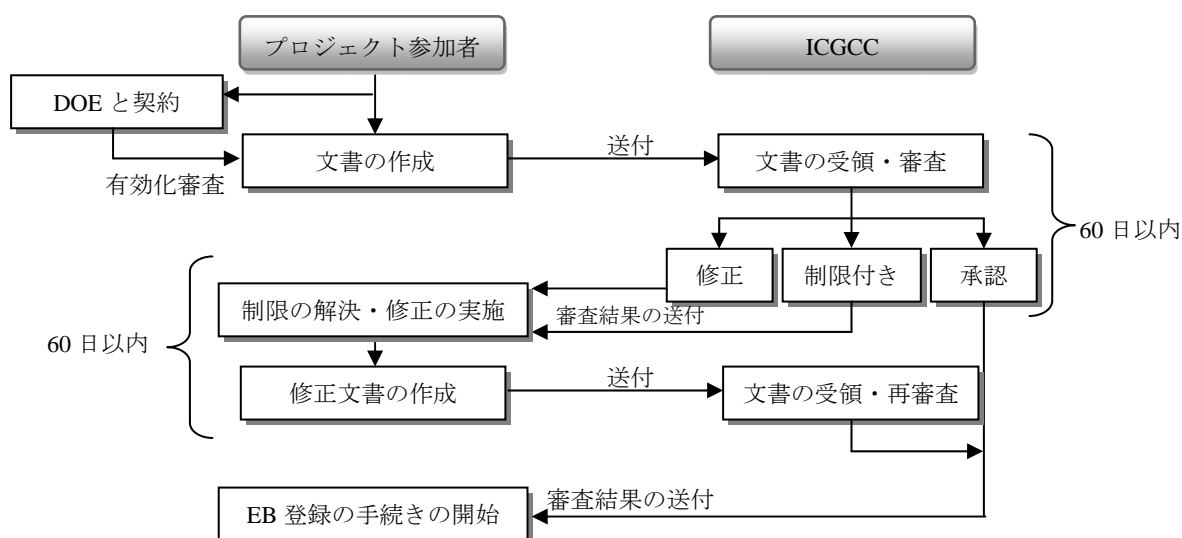 プロジェクト参加者
ICGCC
DOE と契約
文書の作成
送付
文書の受領・審査
有効化審査
60 日以内
修正
制限付き
承認
制限の解決・修正の実施
審査結果の送付
60 日以内
修正文書の作成
送付
文書の受領・再審査
EB 登録の手続きの開始
審査結果の送付